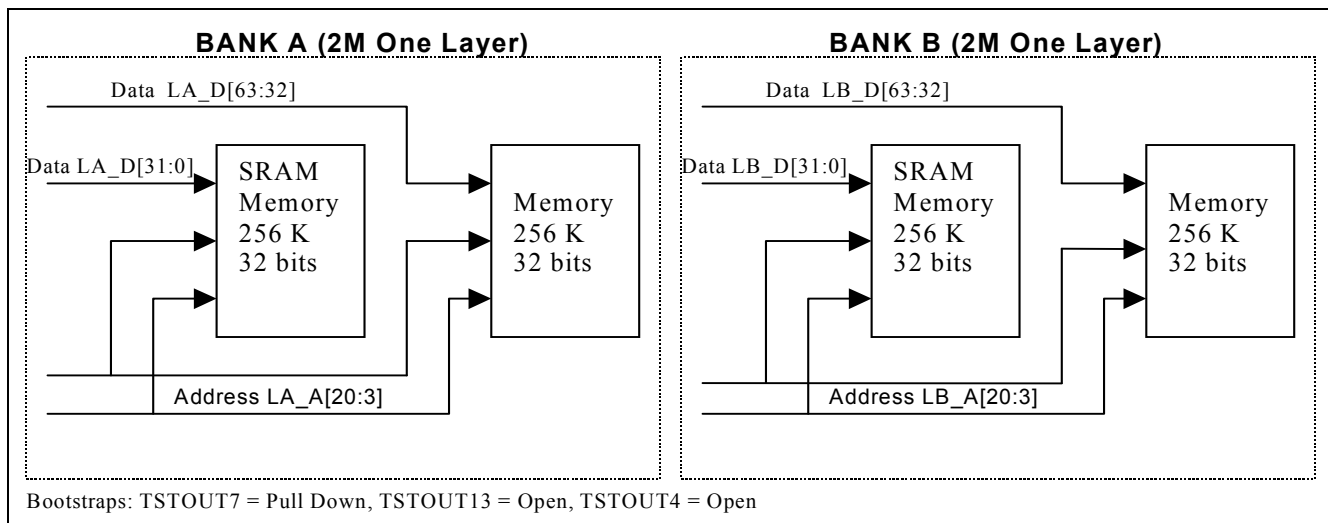 BANK A (2M One Layer)
Data LA_D[63:32]
Data LA_D[31:0]
SRAM
Memory
256 K
32 bits
Memory
256 K
32 bits
Address LA_A[20:3]
BANK B (2M One Layer)
Data LB_D[63:32]
Data LB_D[31:0]
SRAM
Memory
256 K
32 bits
Memory
256 K
32 bits
Address LB_A[20:3]
Bootstraps: TSTOUT7 = Pull Down, TSTOUT13 = Open, TSTOUT4 = Open